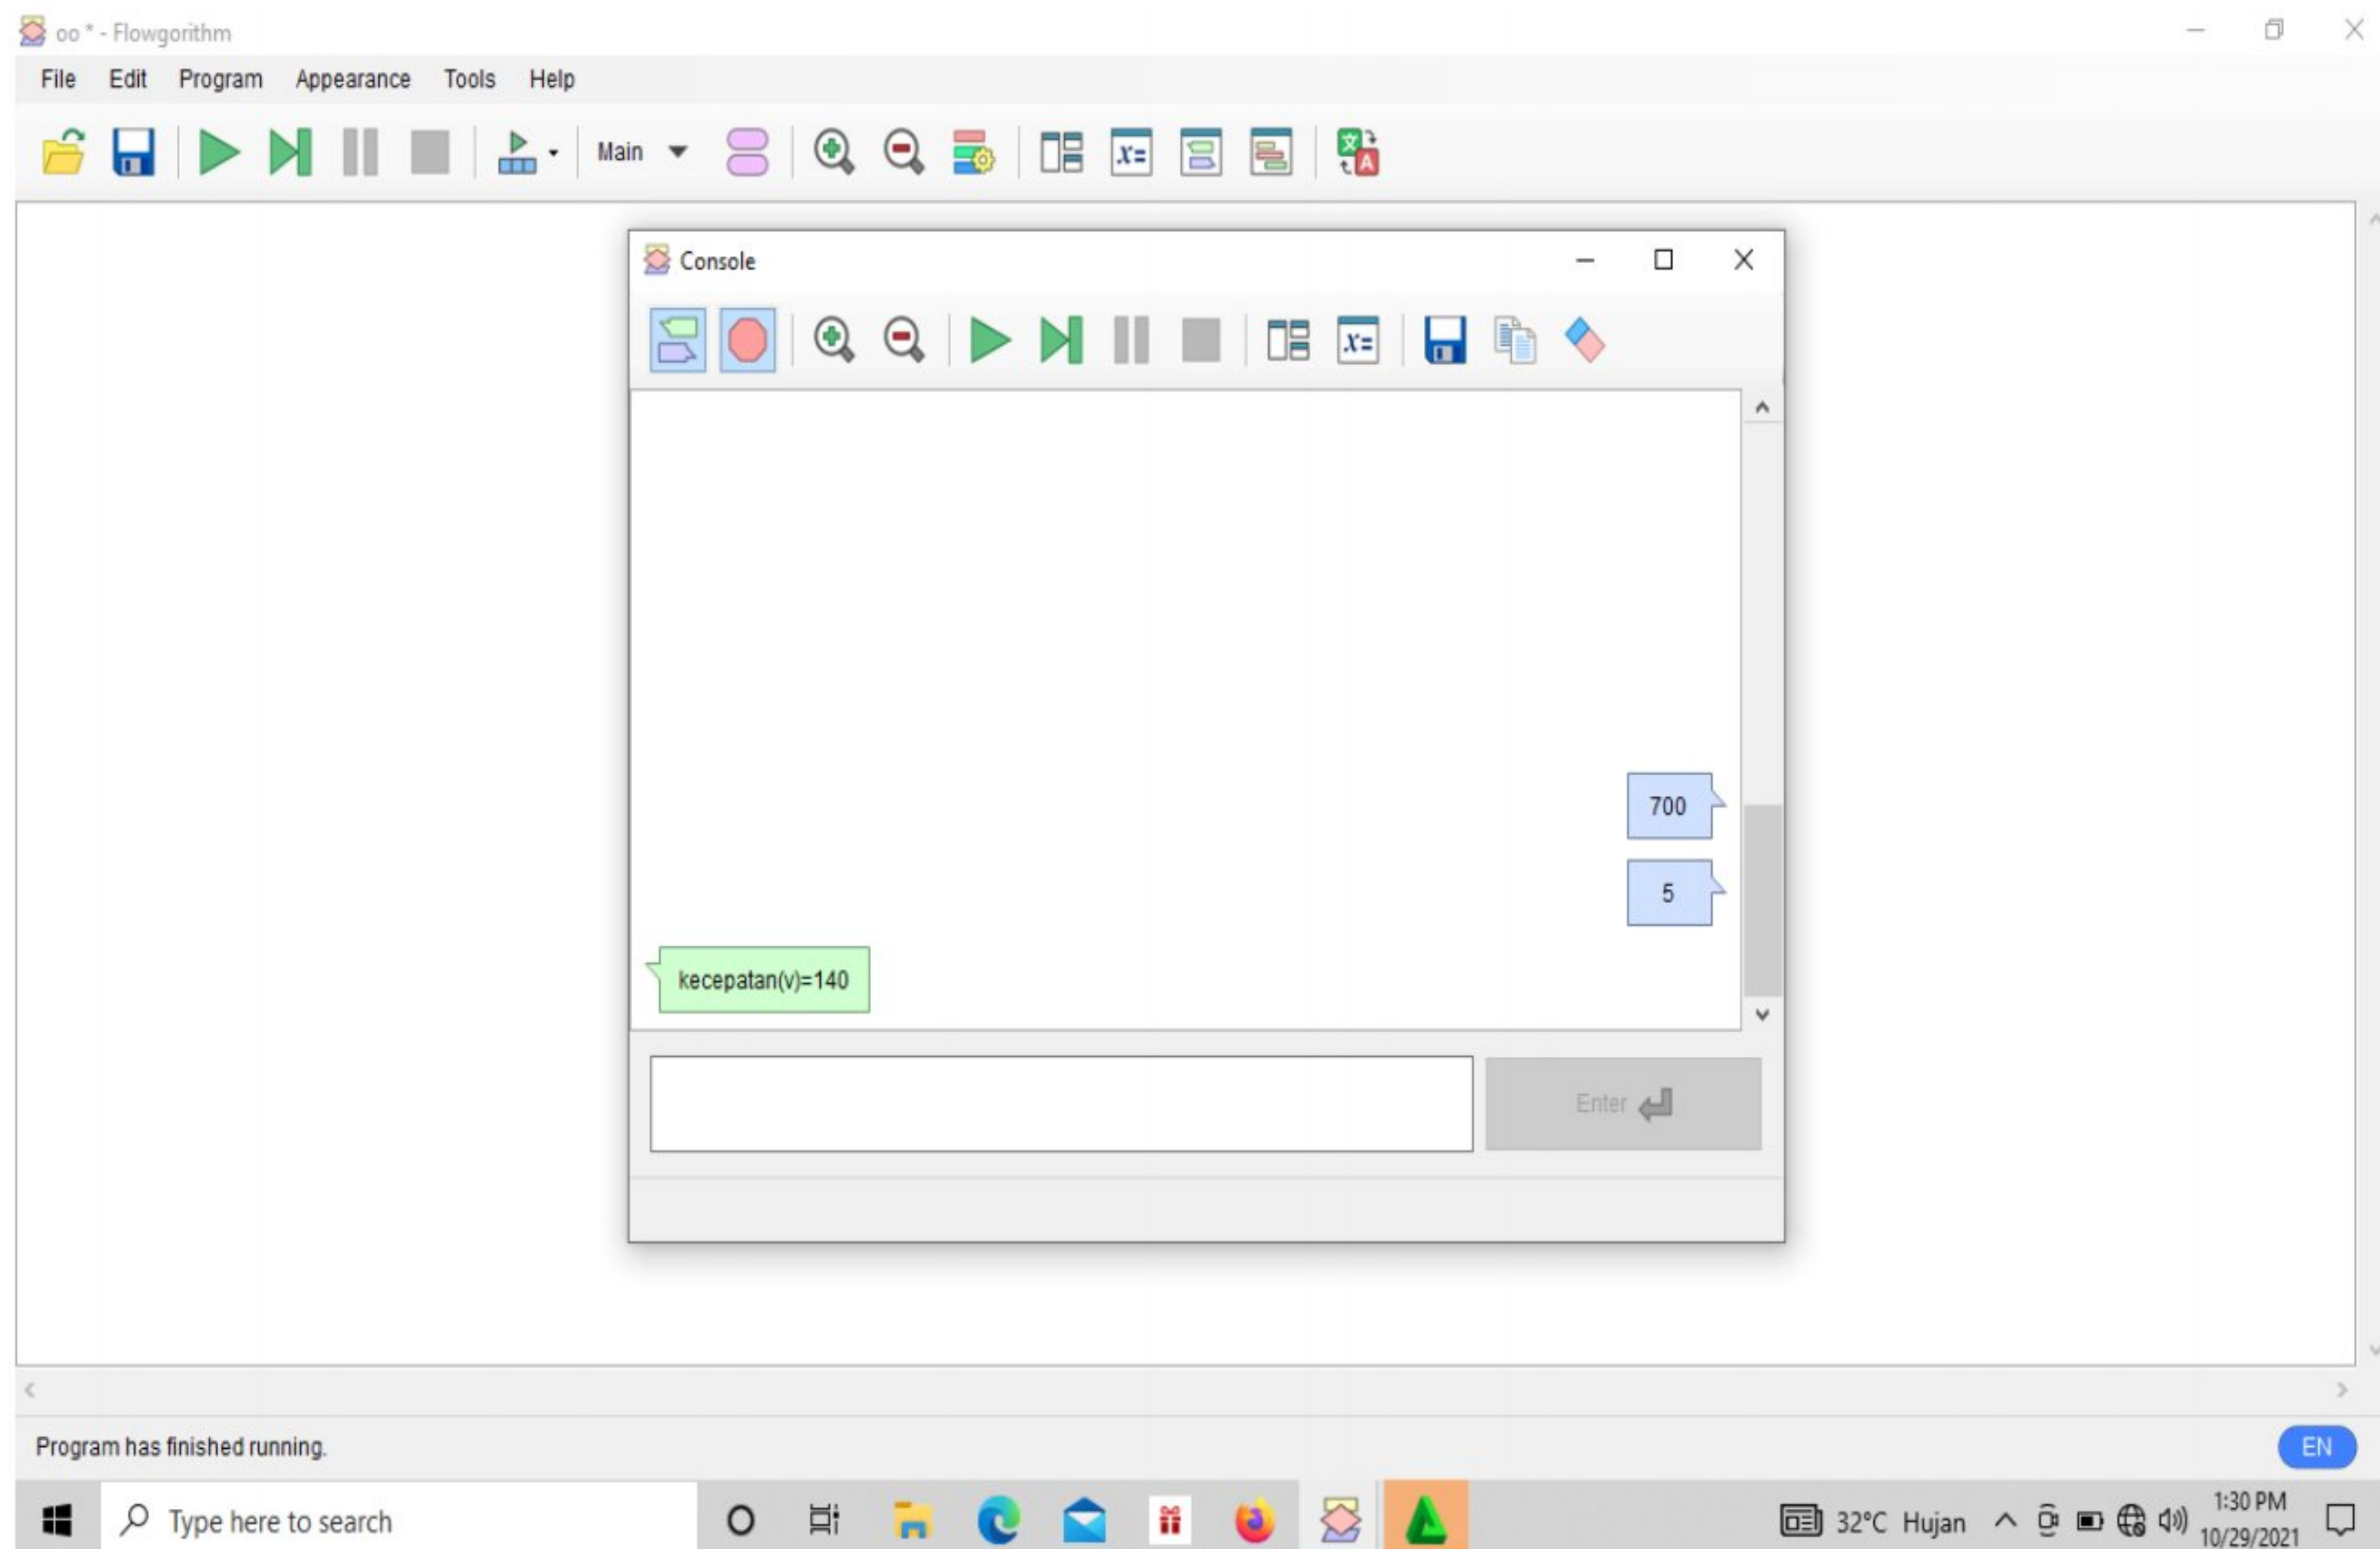 oo * - Flowgorithm
File Edit Program Appearance Tools Help
Main
Console
700
5
kecepatan(v)=140
Enter
Program has finished running.
EN
Type here to search
32°C Hujan
1:30 PM
10/29/2021